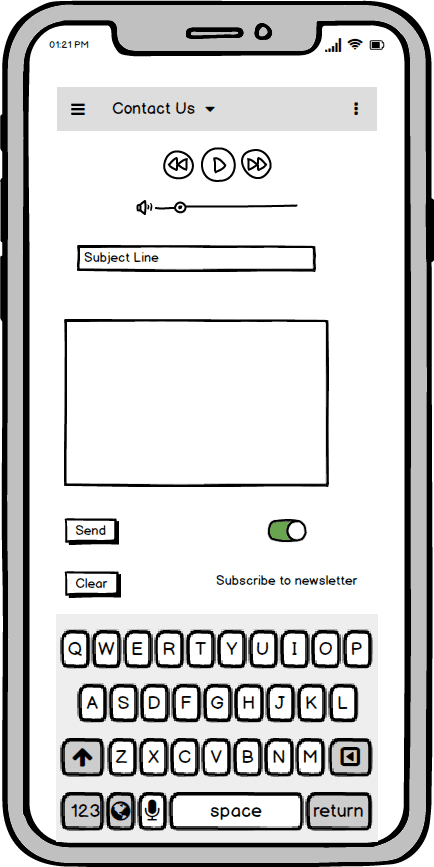 01:21 PM
Contact Us
Subject Line
Send
Clear
Subscribe to newsletter
Q W E R T Y U I O P
A S D F G H J K L
Z X C V B N M
123 space return